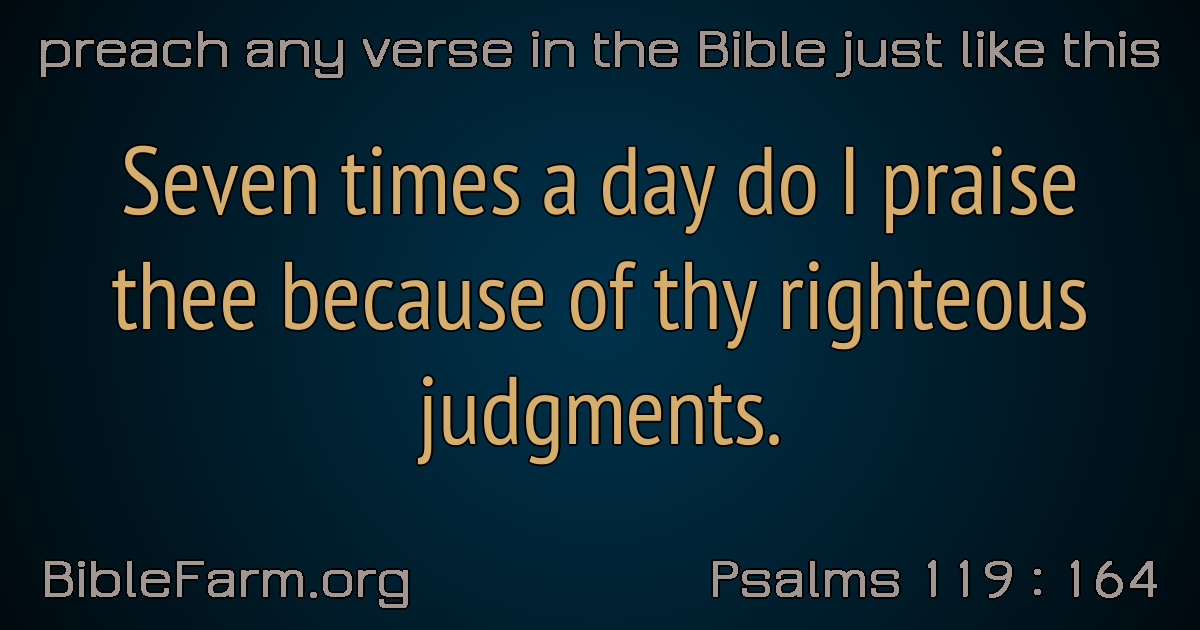 preach any verse in the Bible just like this
Seven times a day do I praise
thee because of thy righteous
judgments.
BibleFarm.org
Psalms 119 : 164